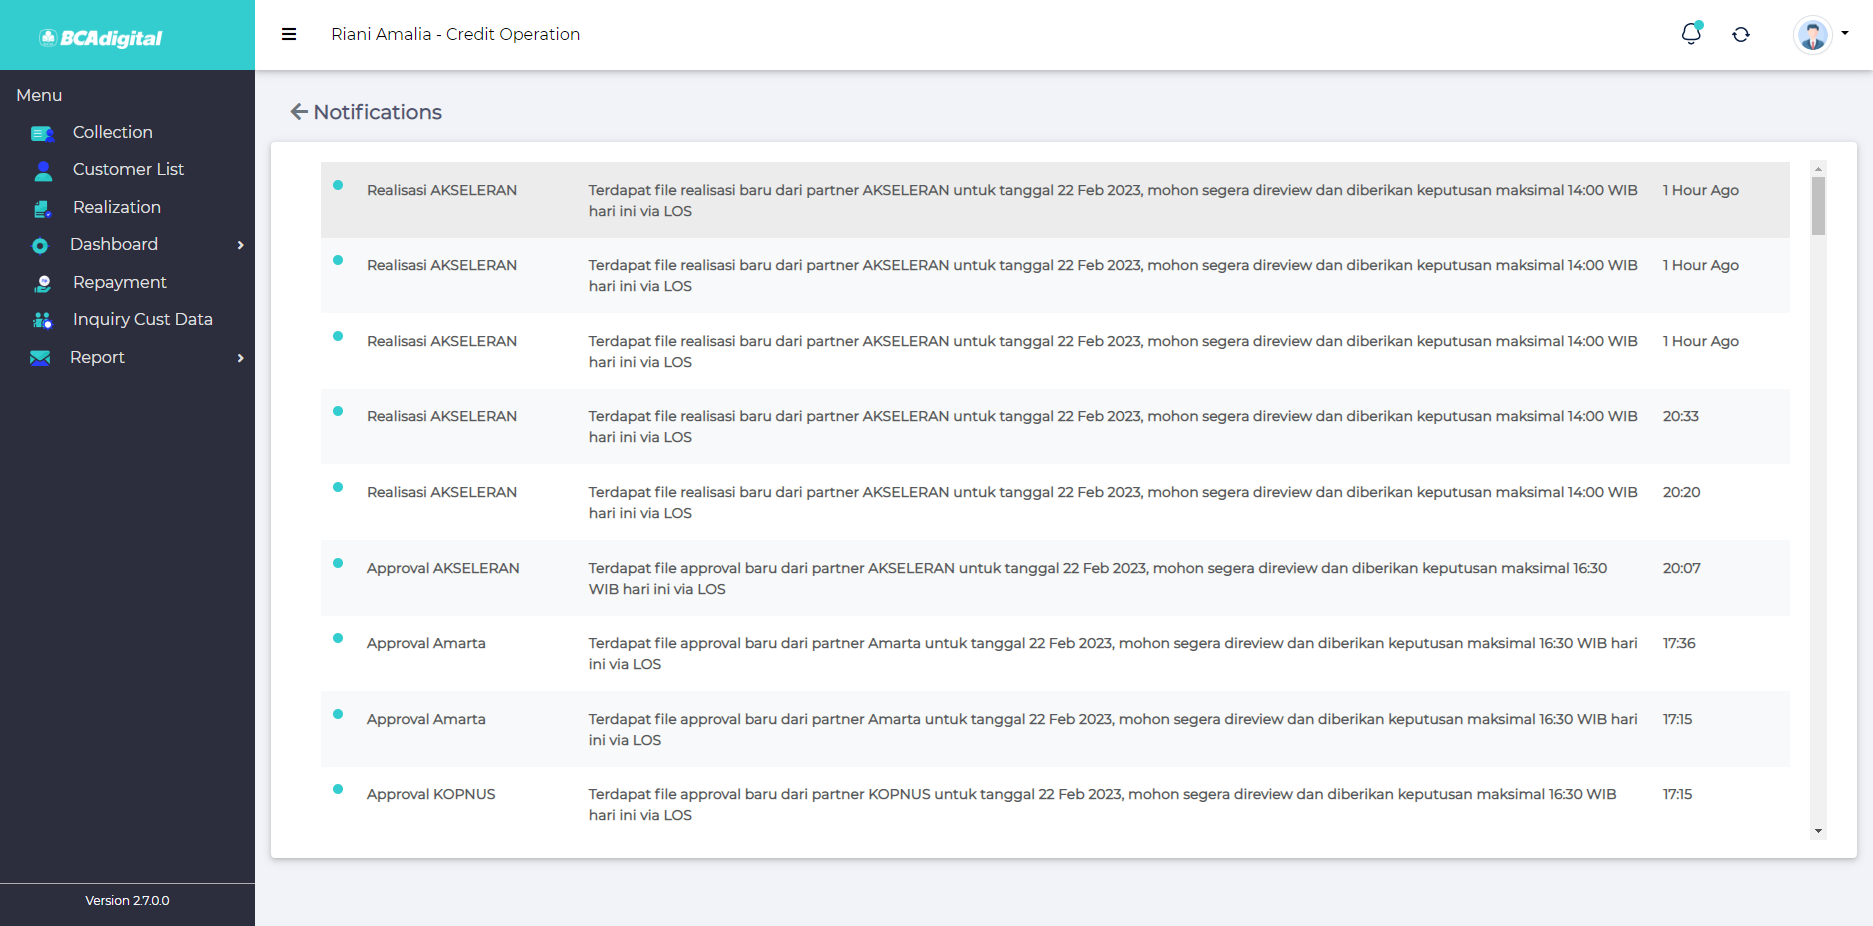 BCAdigital
Riani Amalia - Credit Operation
Menu
Collection
Customer List
Realization
Dashboard
Repayment
Inquiry Cust Data
Report
Version 2.7.0.0
Notifications
Realisasi AKSELERAN
Terdapat file realisasi baru dari partner AKSELERAN untuk tanggal 22 Feb 2023, mohon segera direview dan diberikan keputusan maksimal 14:00 WIB
hari ini via LOS
1 Hour Ago
Realisasi AKSELERAN
Terdapat file realisasi baru dari partner AKSELERAN untuk tanggal 22 Feb 2023, mohon segera direview dan diberikan keputusan maksimal 14:00 WIB
hari ini via LOS
1 Hour Ago
Realisasi AKSELERAN
Terdapat file realisasi baru dari partner AKSELERAN untuk tanggal 22 Feb 2023, mohon segera direview dan diberikan keputusan maksimal 14:00 WIB
hari ini via LOS
1 Hour Ago
Realisasi AKSELERAN
Terdapat file realisasi baru dari partner AKSELERAN untuk tanggal 22 Feb 2023, mohon segera direview dan diberikan keputusan maksimal 14:00 WIB
hari ini via LOS
20:33
Realisasi AKSELERAN
Terdapat file realisasi baru dari partner AKSELERAN untuk tanggal 22 Feb 2023, mohon segera direview dan diberikan keputusan maksimal 14:00 WIB
hari ini via LOS
20:20
Approval AKSELERAN
Terdapat file approval baru dari partner AKSELERAN untuk tanggal 22 Feb 2023, mohon segera direview dan diberikan keputusan maksimal 16:30
WIB hari ini via LOS
20:07
Approval Amarta
Terdapat file approval baru dari partner Amarta untuk tanggal 22 Feb 2023, mohon segera direview dan diberikan keputusan maksimal 16:30 WIB hari
ini via LOS
17:36
Approval Amarta
Terdapat file approval baru dari partner Amarta untuk tanggal 22 Feb 2023, mohon segera direview dan diberikan keputusan maksimal 16:30 WIB hari
ini via LOS
17:15
Approval KOPNUS
Terdapat file approval baru dari partner KOPNUS untuk tanggal 22 Feb 2023, mohon segera direview dan diberikan keputusan maksimal 16:30 WIB
hari ini via LOS
17:15